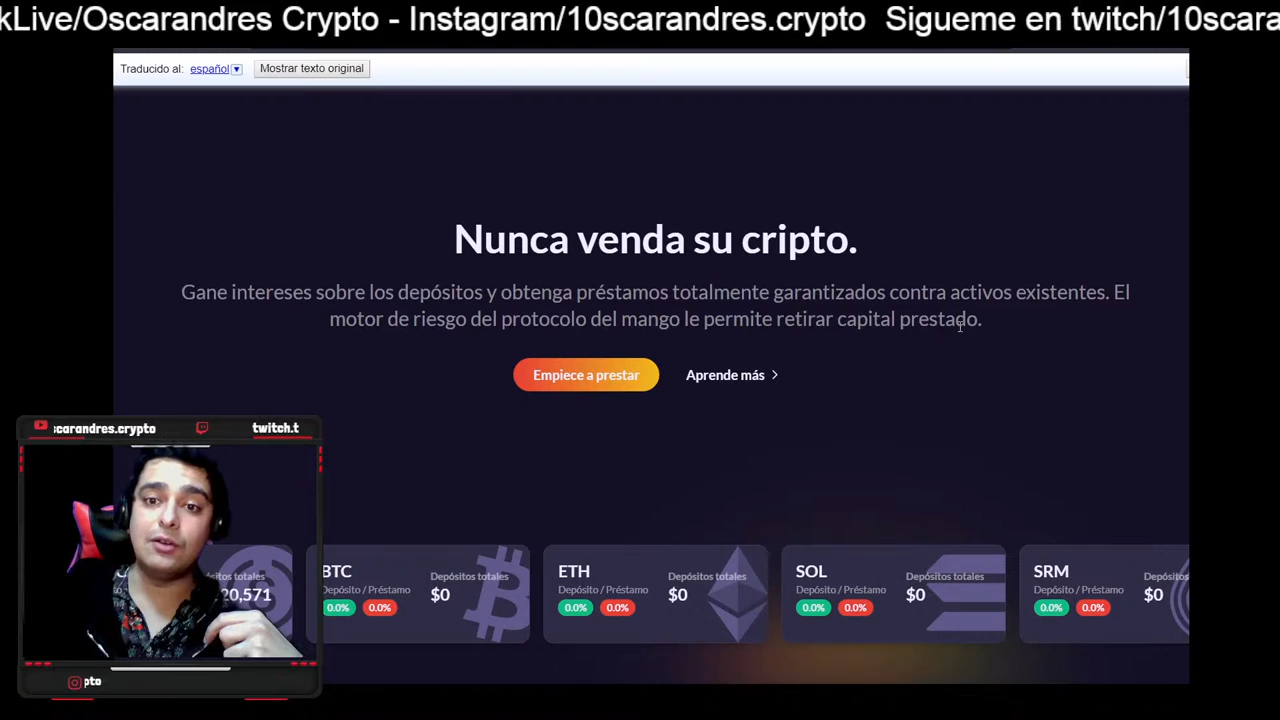 kLive/Oscarandres Crypto - Instagram/10scarandres.crypto Sigueme en twitch/10scara
Traducido al: español Mostrar texto original
Nunca venda su cripto.
Gane intereses sobre los depósitos y obtenga préstamos totalmente garantizados contra activos existentes. El
motor de riesgo del protocolo del mango le permite retirar capital prestado.
Empiece a prestar Aprende más
scarandres.crypto twitch.t
ósitos totales
20,571
BTC
Depósito / Préstamo
0.0% 0.0%
Depósitos totales
$0
ETH
Depósito / Préstamo
0.0% 0.0%
Depósitos totales
$0
SOL
Depósito / Préstamo
0.0% 0.0%
Depósitos totales
$0
SRM
Depósito / Préstamo
0.0% 0.0%
Depósitos
$0
pto